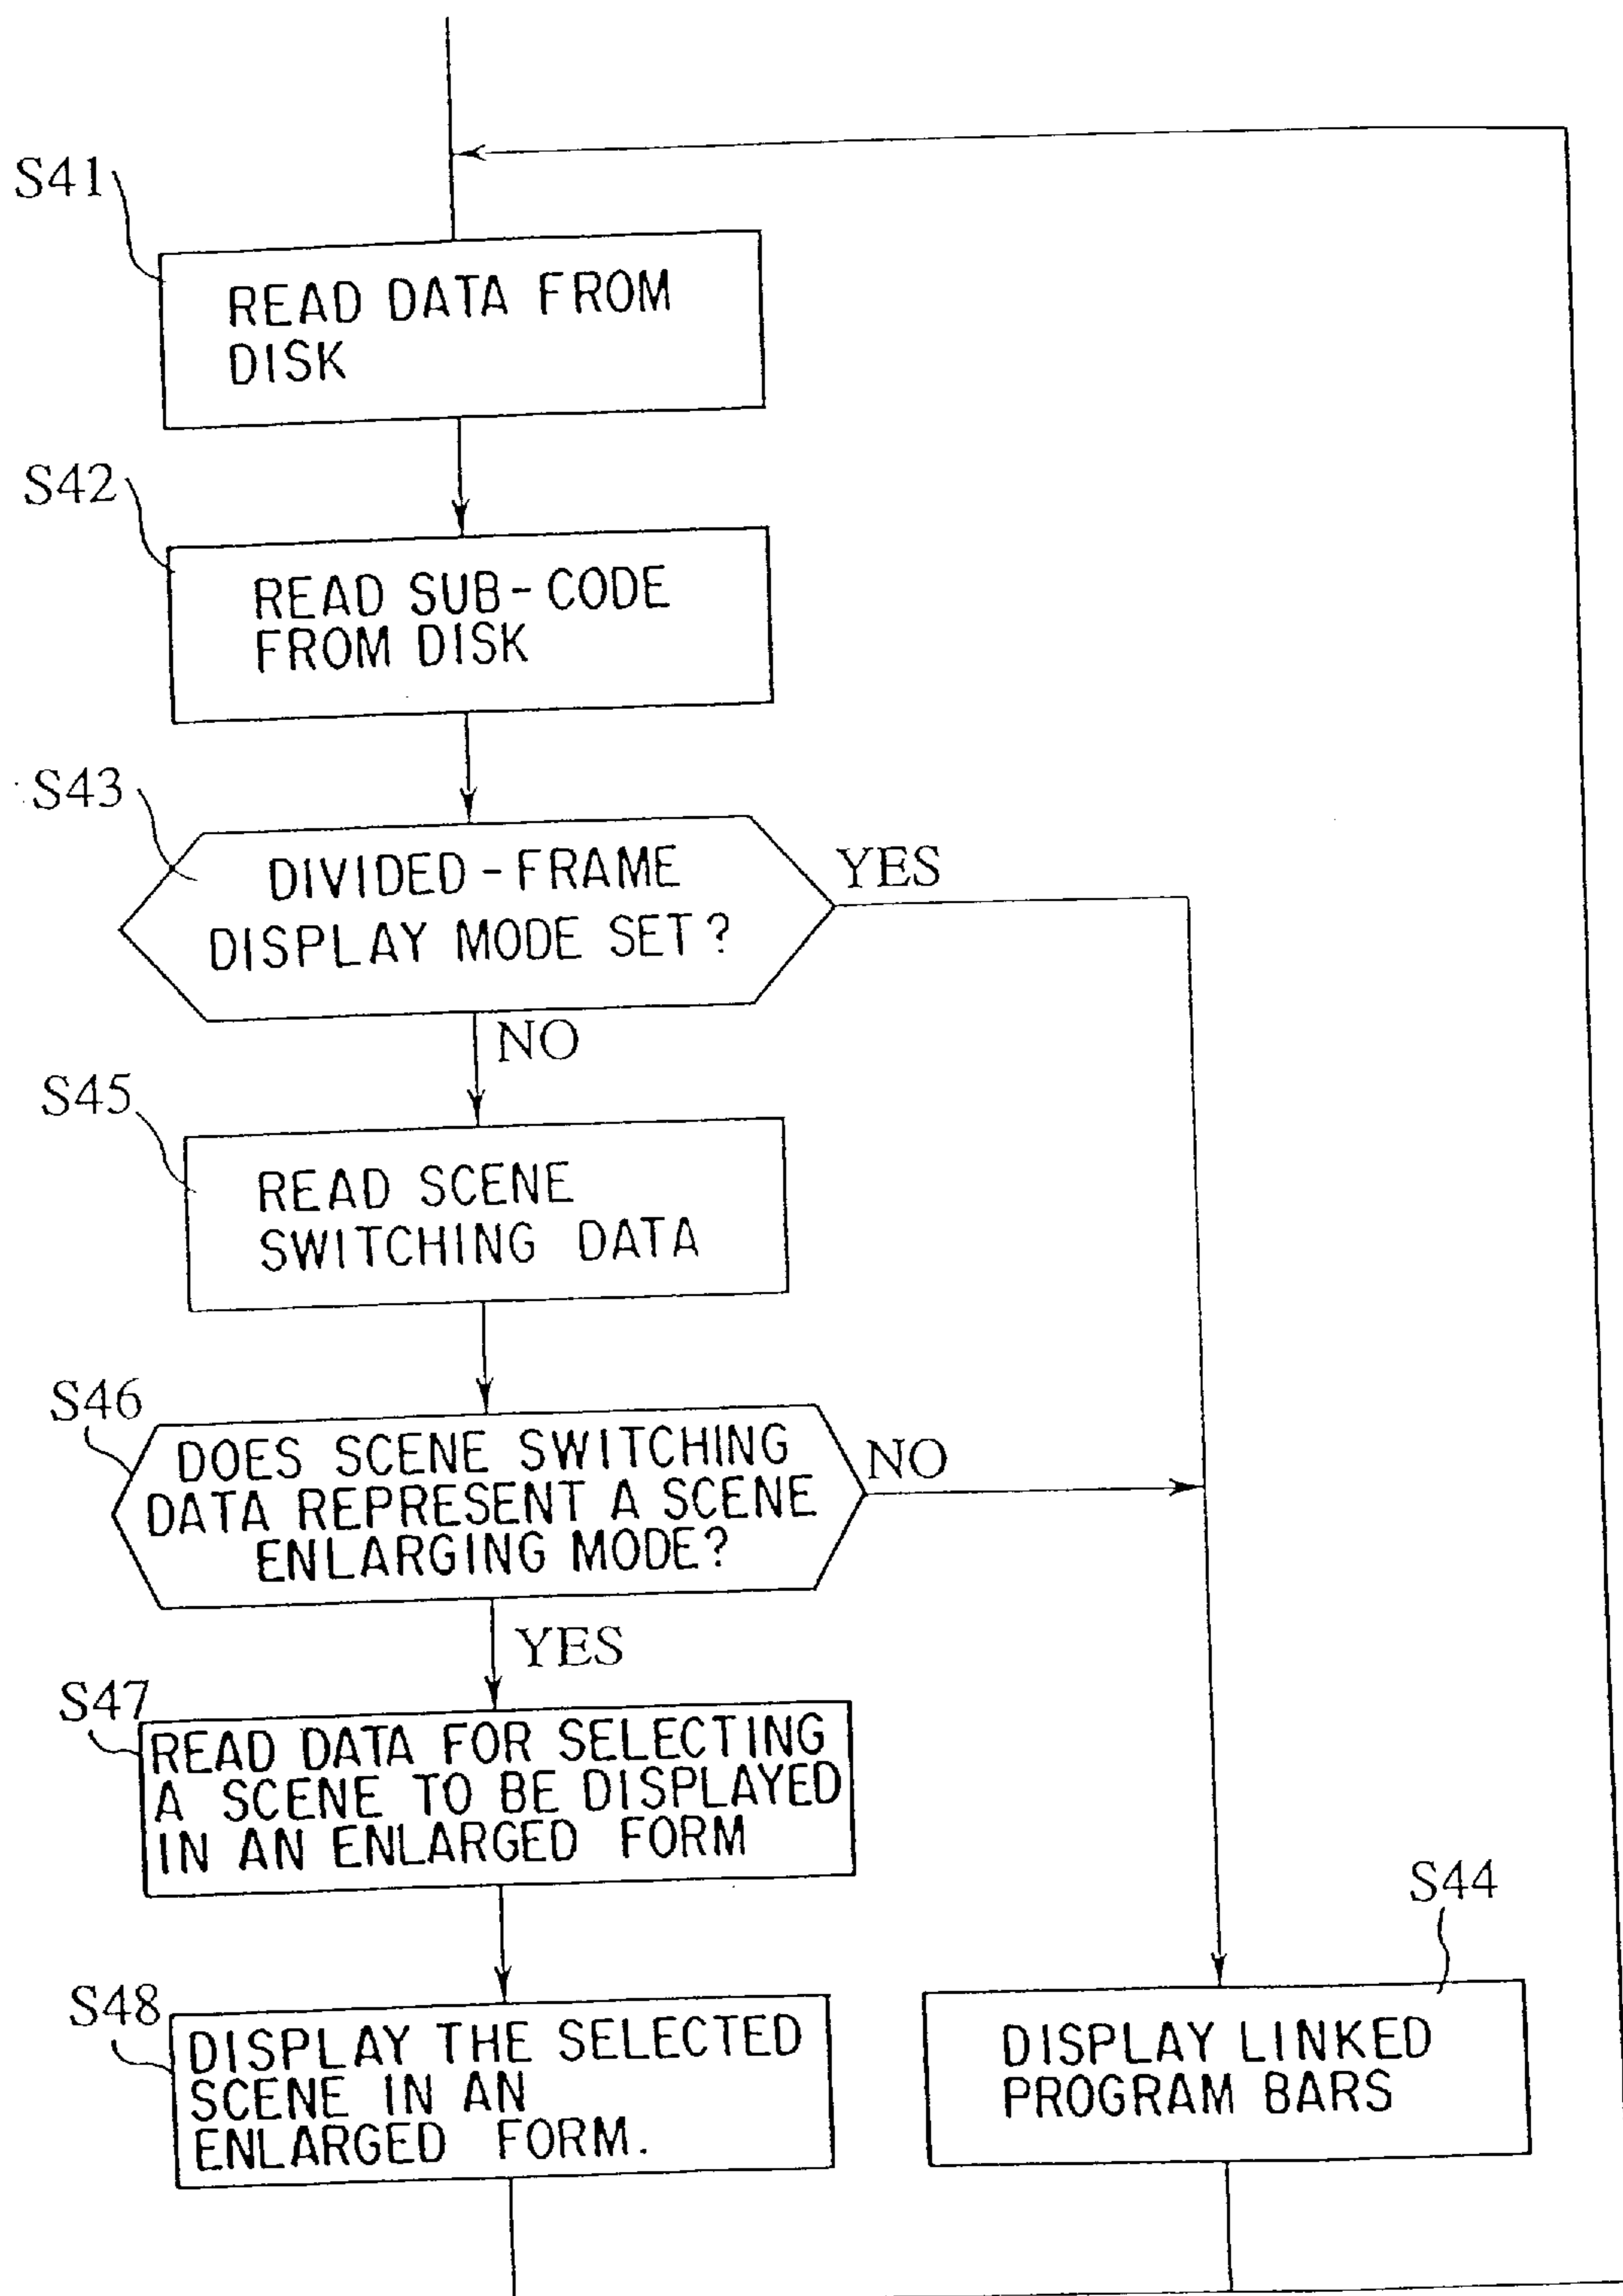 S41
READ DATA FROM
DISK
S42
READ SUB-CODE
FROM DISK
S43
DIVIDED-FRAME
DISPLAY MODE SET?
YES
NO
S45
READ SCENE
SWITCHING DATA
S46
DOES SCENE SWITCHING
DATA REPRESENT A SCENE
ENLARGING MODE?
NO
YES
S47
READ DATA FOR SELECTING
A SCENE TO BE DISPLAYED
IN AN ENLARGED FORM
S48
DISPLAY THE SELECTED
SCENE IN AN
ENLARGED FORM.
S44
DISPLAY LINKED
PROGRAM BARS